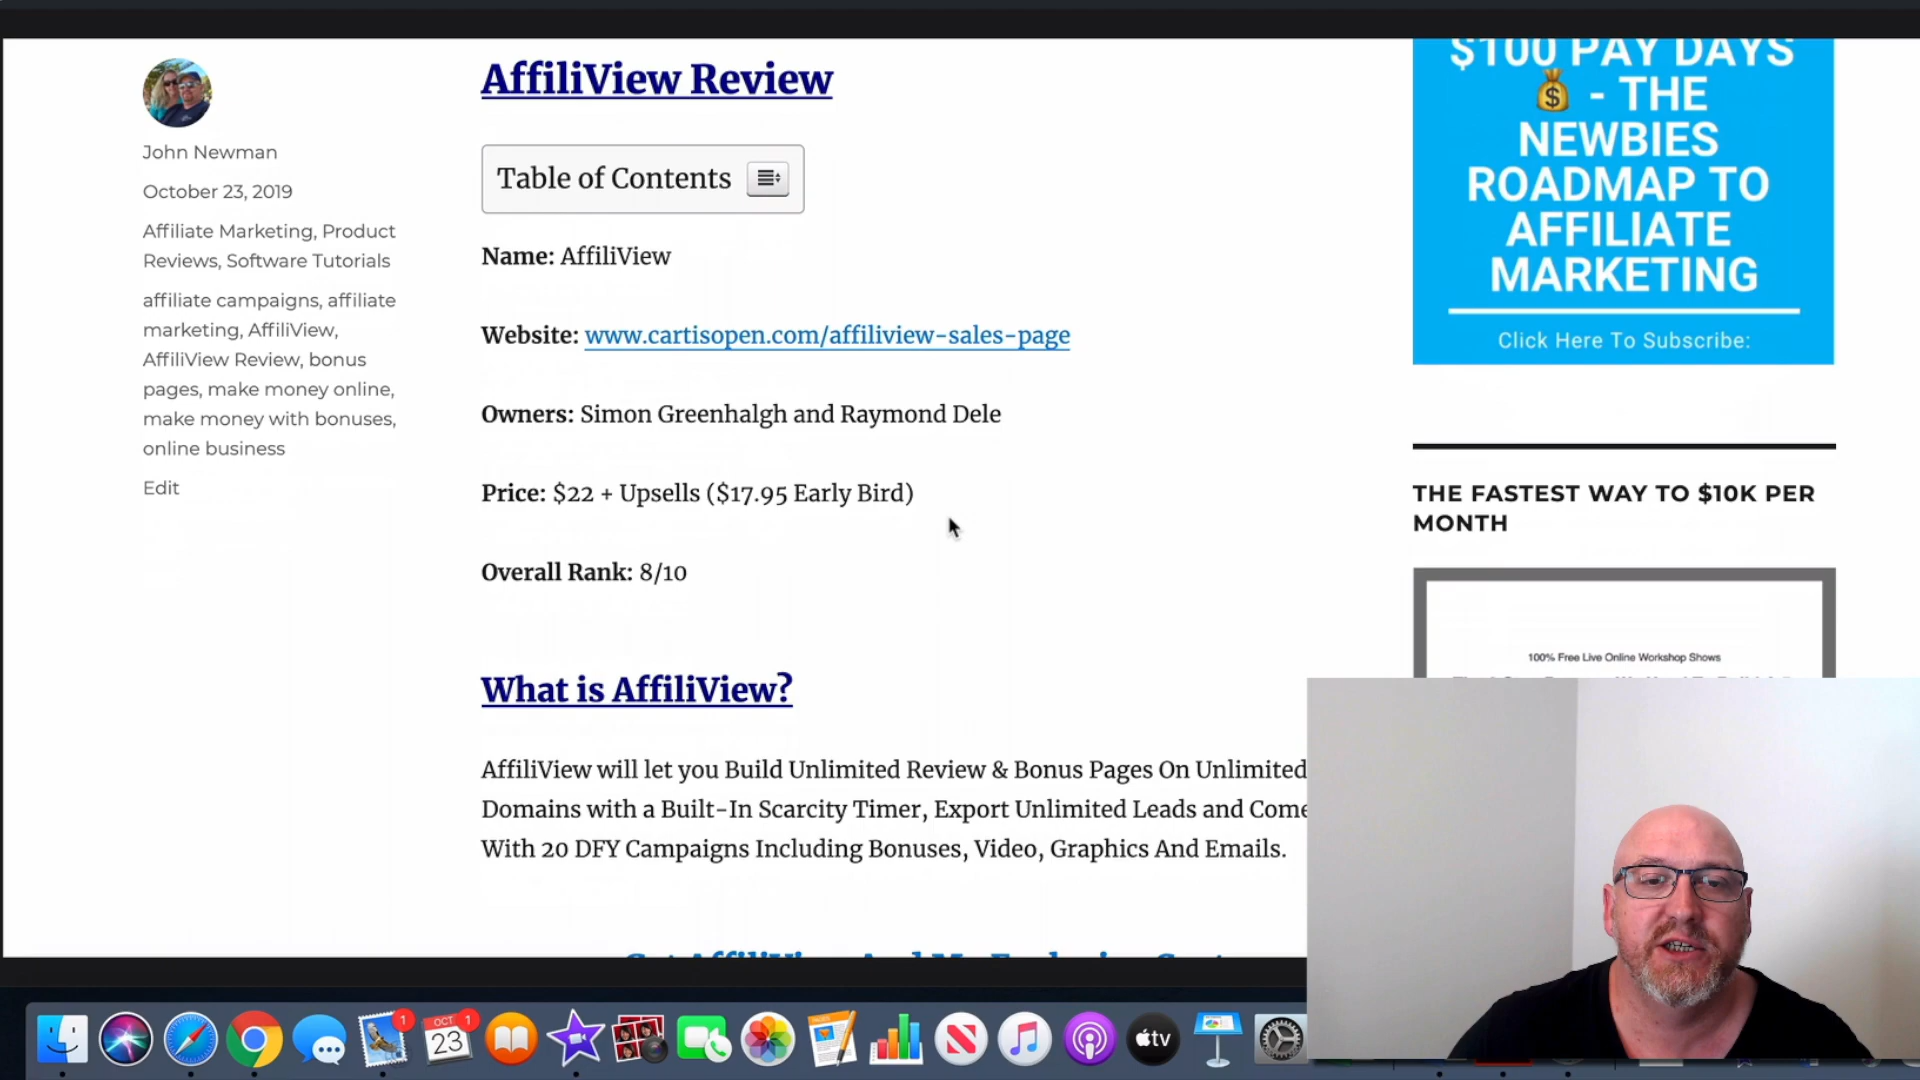 AffiliView Review
Table of Contents
John Newman
October 23, 2019
Affiliate Marketing, Product
Reviews, Software Tutorials
affiliate campaigns, affiliate
marketing, AffiliView,
AffiliView Review, bonus
pages, make money online,
make money with bonuses,
online business
Edit
Name: AffiliView
Website: www.cartisopen.com/affiliview-sales-page
Owners: Simon Greenhalgh and Raymond Dele
Price: $22 + Upsells ($17.95 Early Bird)
Overall Rank: 8/10
What is AffiliView?
AffiliView will let you Build Unlimited Review & Bonus Pages On Unlimited
Domains with a Built-In Scarcity Timer, Export Unlimited Leads and Come
With 20 DFY Campaigns Including Bonuses, Video, Graphics And Emails.
$100 PAY DAYS
- THE
NEWBIES
ROADMAP TO
AFFILIATE
MARKETING
Click Here To Subscribe:
THE FASTEST WAY TO $10K PER
MONTH
100% Free Live Online Workshop Shows
1
OCT
1
23
tv